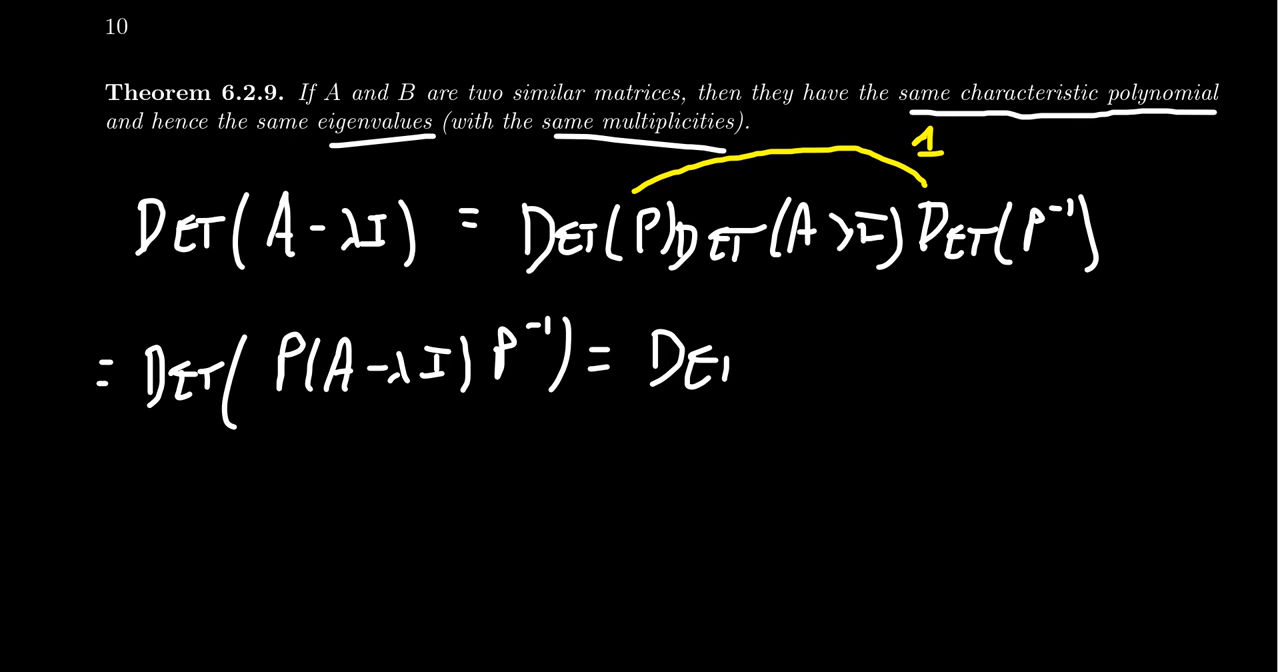 10
Theorem 6.2.9. If A and B are two similar matrices, then they have the same characteristic polynomial
and hence the same eigenvalues (with the same multiplicities).
1
DET(A - λI) = DET(P)DET(A λI)DET(P⁻¹)
= DET(P(A - λI)P⁻¹) = DEI